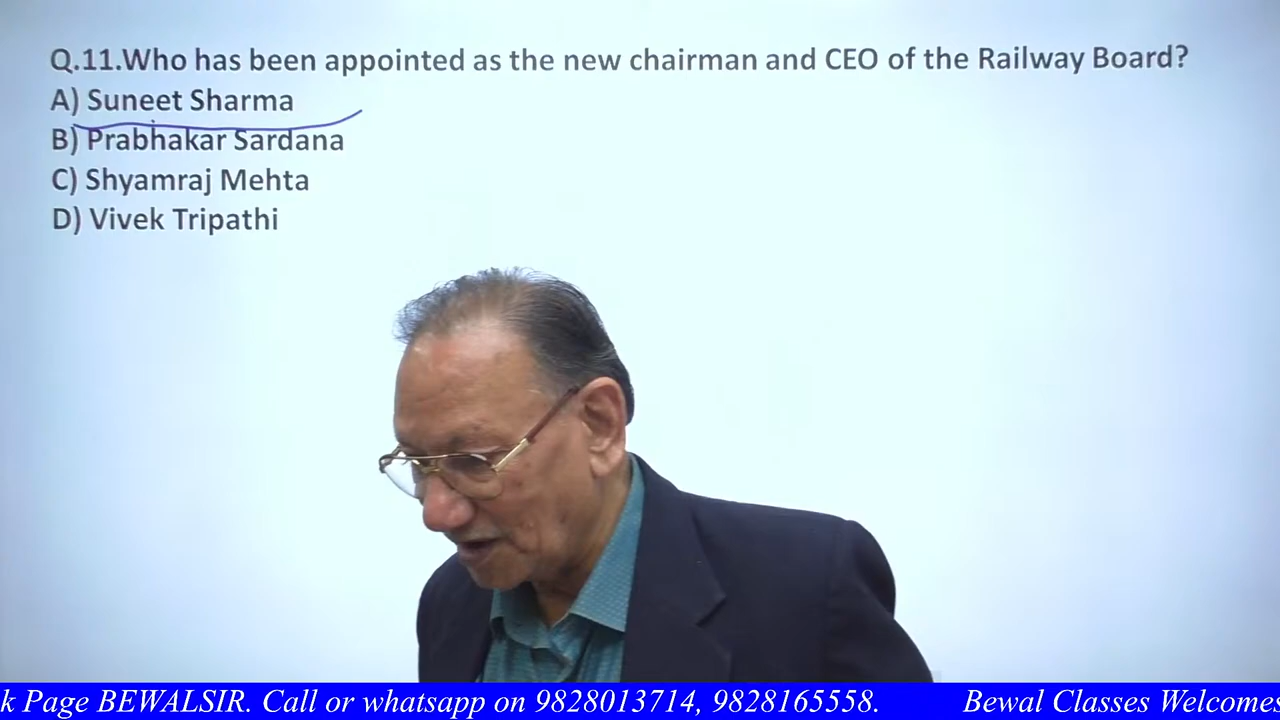 Q.11.Who has been appointed as the new chairman and CEO of the Railway Board?
A) Suneet Sharma
B) Prabhakar Sardana
C) Shyamraj Mehta
D) Vivek Tripathi
k Page BEWALSIR. Call or whatsapp on 9828013714, 9828165558. Bewal Classes Welcomes